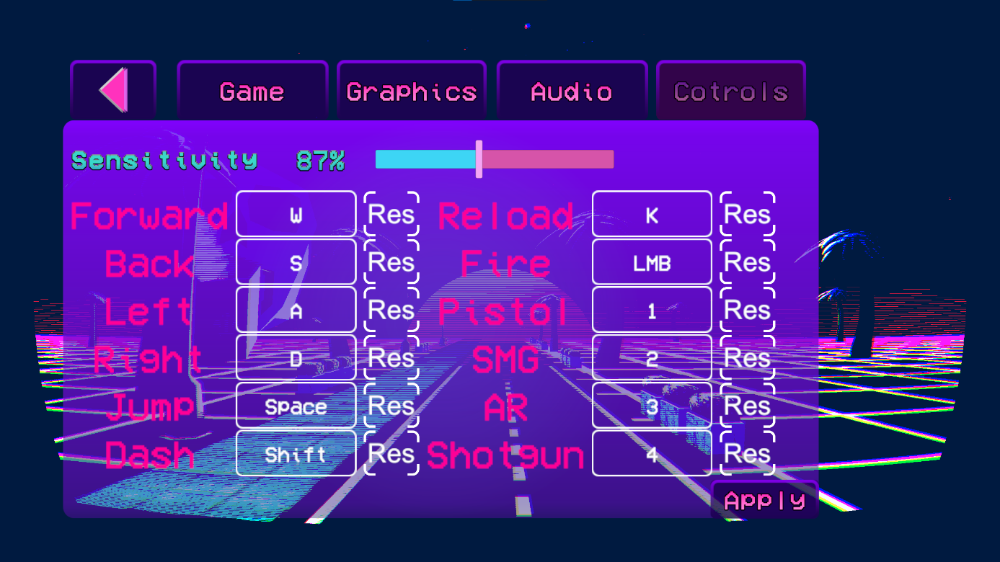 Game Graphics Audio Cotrols
Sensitivity 87%
Forward W Res Reload K Res
Back S Res Fire LMB Res
Left A Res Pistol 1 Res
Right D Res SMG 2 Res
Jump Space Res AR 3 Res
Dash Shift Res Shotgun 4 Res
Apply